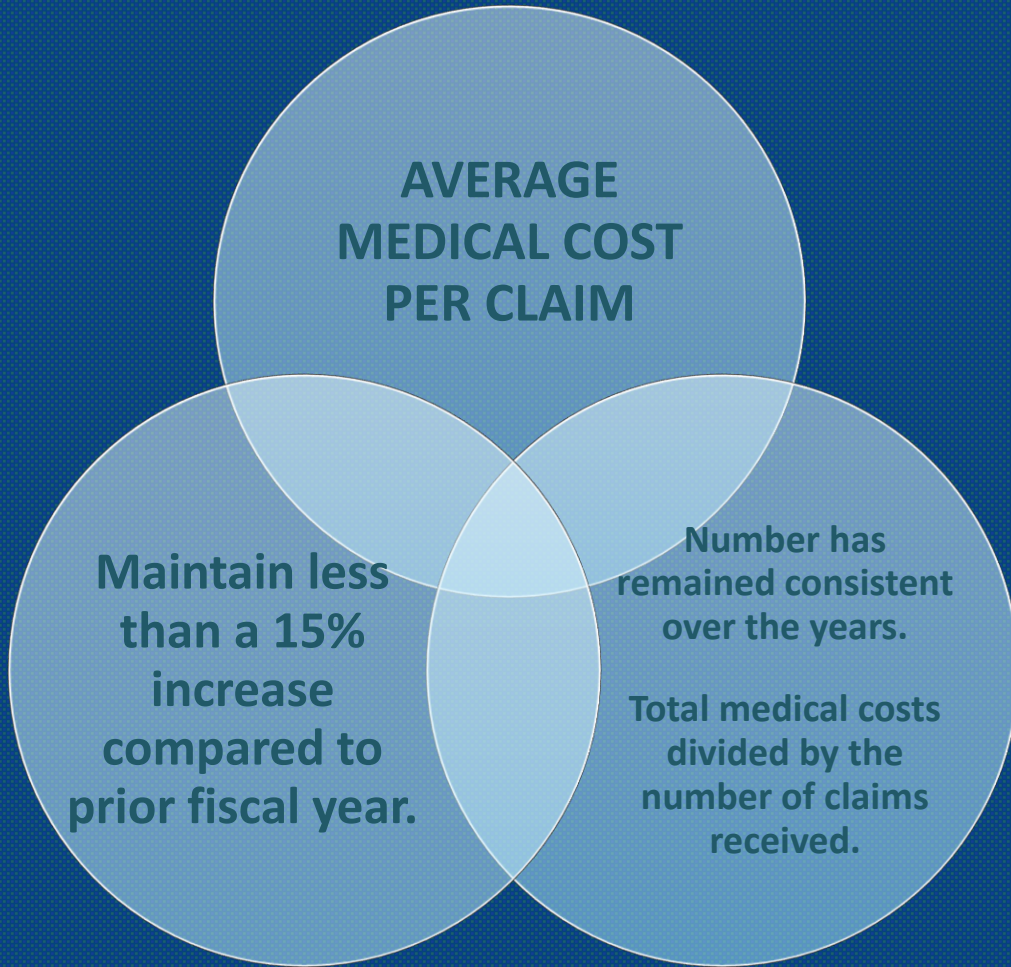 AVERAGE
MEDICAL COST
PER CLAIM
Maintain less
than a 15%
increase
compared to
prior fiscal year.
Number has
remained consistent
over the years.
Total medical costs
divided by the
number of claims
received.